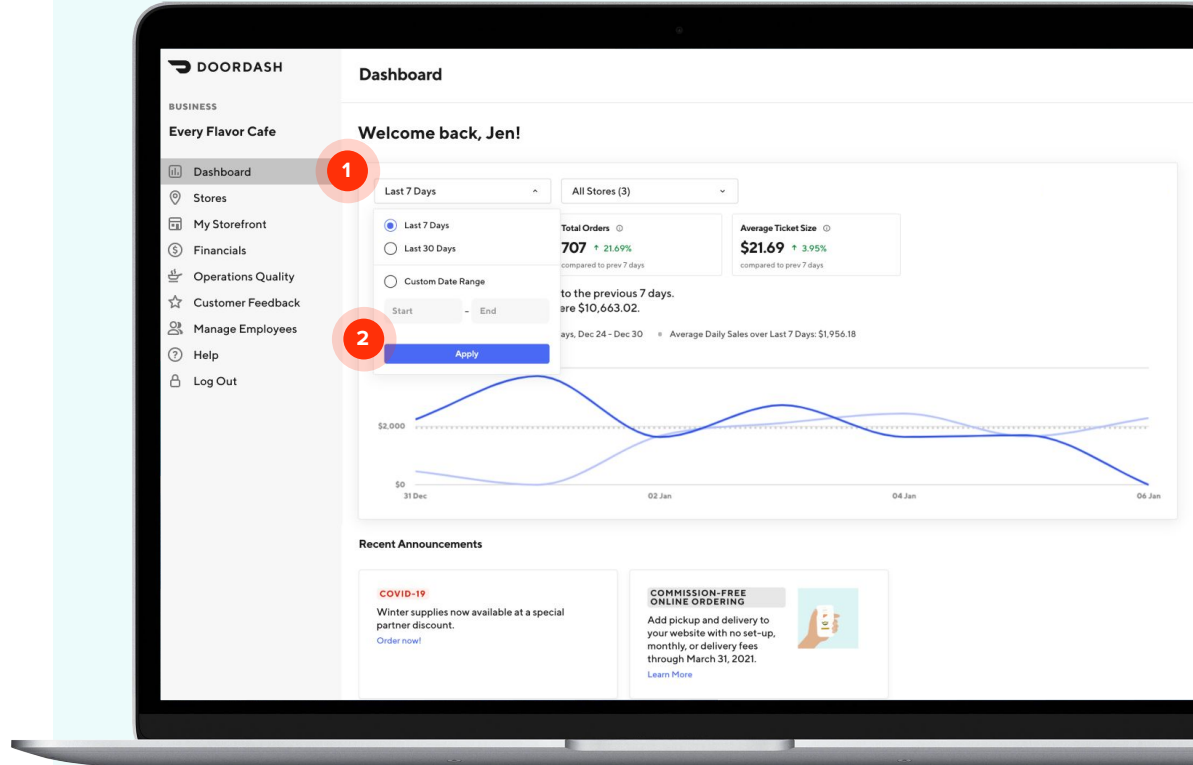 DOORDASH
BUSINESS
Every Flavor Cafe
Dashboard
Stores
My Storefront
Financials
Operations Quality
Customer Feedback
Manage Employees
Help
Log Out
Dashboard
Welcome back, Jen!
1
Last 7 Days
All Stores (3)
Last 7 Days
Last 30 Days
Custom Date Range
Start - End
2
Apply
Total Orders
707 ↑ 21.69%
compared to prev 7 days
Average Ticket Size
$21.69 ↑ 3.95%
compared to prev 7 days
to the previous 7 days.
ere $10,663.02.
ays, Dec 24 - Dec 30
Average Daily Sales over Last 7 Days: $1,956.18
$2,000
$0
31 Dec
02 Jan
04 Jan
06 Jan
Recent Announcements
COVID-19
Winter supplies now available at a special
partner discount.
Order now!
COMMISSION-FREE
ONLINE ORDERING
Add pickup and delivery to
your website with no set-up,
monthly, or delivery fees
through March 31, 2021.
Learn More